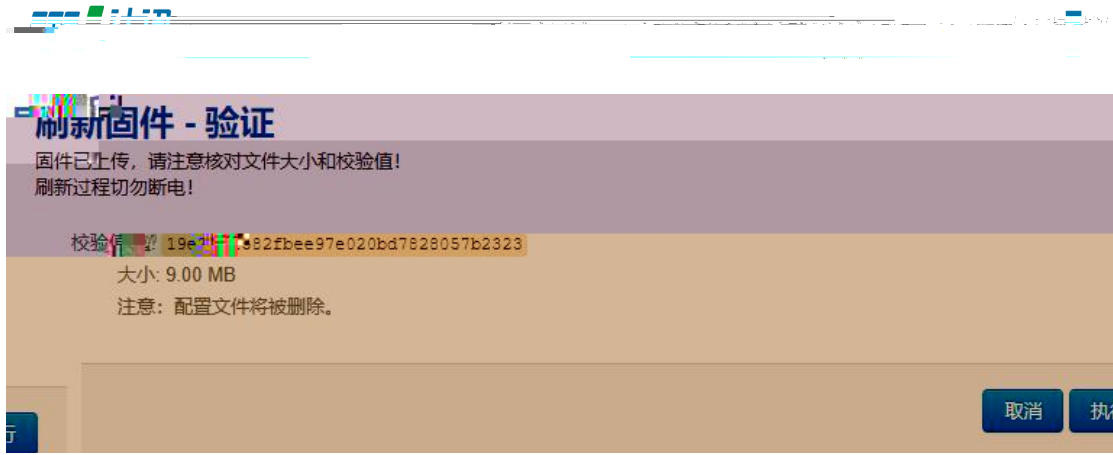 刷新固件 - 验证
固件已上传，请注意核对文件大小和校验值！
刷新过程切勿断电！
大小: 9.00 MB
注意：配置文件将被删除。
取消